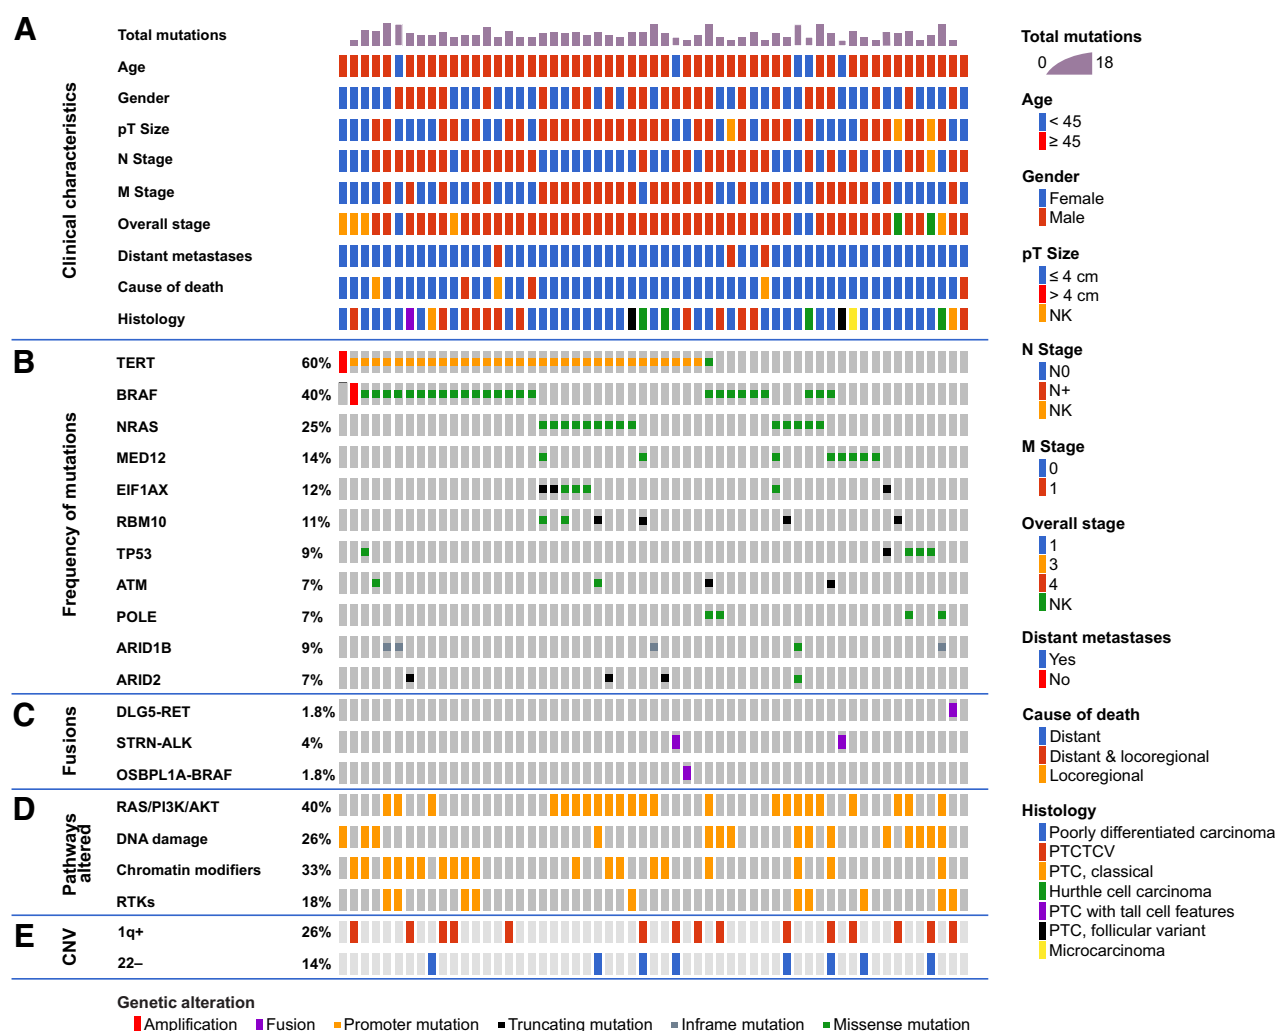 A
Clinical characteristics
Total mutations
Age
Gender
pT Size
N Stage
M Stage
Overall stage
Distant metastases
Cause of death
Histology
B
Frequency of mutations
TERT 60%
BRAF 40%
NRAS 25%
MED12 14%
EIF1AX 12%
RBM10 11%
TP53 9%
ATM 7%
POLE 7%
ARID1B 9%
ARID2 7%
C
Fusions
DLG5-RET 1.8%
STRN-ALK 4%
OSBPL1A-BRAF 1.8%
D
Pathways
altered
RAS/PI3K/AKT 40%
DNA damage 26%
Chromatin modifiers 33%
RTKs 18%
E
CNV
1q+ 26%
22– 14%
Genetic alteration
Amplification Fusion Promoter mutation Truncating mutation Inframe mutation Missense mutation
Total mutations
0 18
Age
< 45
≥ 45
Gender
Female
Male
pT Size
≤ 4 cm
> 4 cm
NK
N Stage
N0
N+
NK
M Stage
0
1
Overall stage
1
3
4
NK
Distant metastases
Yes
No
Cause of death
Distant
Distant & locoregional
Locoregional
Histology
Poorly differentiated carcinoma
PTCTCV
PTC, classical
Hurthle cell carcinoma
PTC with tall cell features
PTC, follicular variant
Microcarcinoma